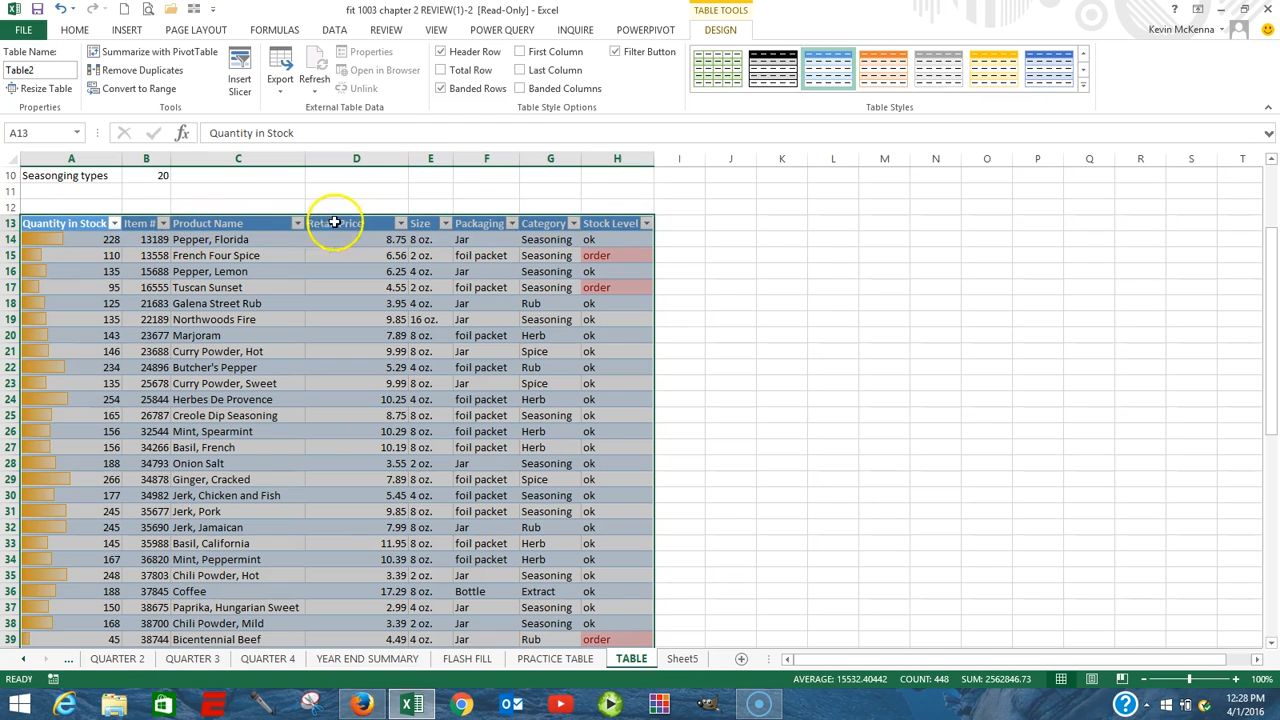 fit 1003 chapter 2 REVIEW(1)-2 [Read-Only] - Excel
TABLE TOOLS
FILE HOME INSERT PAGE LAYOUT FORMULAS DATA REVIEW VIEW POWER QUERY INQUIRE POWERPIVOT DESIGN Kevin McKenna
Table Name: Summarize with PivotTable Properties Header Row First Column Filter Button
Table2 Remove Duplicates Open in Browser Total Row Last Column
Resize Table Convert to Range Insert Slicer Export Refresh Unlink Banded Rows Banded Columns
Properties Tools External Table Data Table Style Options Table Styles
A13 Quantity in Stock
A B C D E F G H I J K L M N O P Q R S T
10 Seasonging types 20
11
12
13 Quantity in Stock Item # Product Name Retail Price Size Packaging Category Stock Level
14 228 13189 Pepper, Florida 8.75 8 oz. Jar Seasoning ok
15 110 13558 French Four Spice 6.56 2 oz. foil packet Seasoning order
16 135 15688 Pepper, Lemon 6.25 4 oz. Jar Seasoning ok
17 95 16555 Tuscan Sunset 4.55 2 oz. foil packet Seasoning order
18 125 21683 Galena Street Rub 3.95 4 oz. Jar Rub ok
19 135 22189 Northwoods Fire 9.85 16 oz. Jar Seasoning ok
20 143 23677 Marjoram 7.89 8 oz. foil packet Herb ok
21 146 23688 Curry Powder, Hot 9.99 8 oz. Jar Spice ok
22 234 24896 Butcher's Pepper 5.29 4 oz. foil packet Rub ok
23 135 25678 Curry Powder, Sweet 9.99 8 oz. Jar Spice ok
24 254 25844 Herbes De Provence 10.25 4 oz. foil packet Herb ok
25 165 26787 Creole Dip Seasoning 8.75 8 oz. foil packet Seasoning ok
26 156 32544 Mint, Spearmint 10.29 8 oz. foil packet Herb ok
27 156 34266 Basil, French 10.19 8 oz. foil packet Herb ok
28 188 34793 Onion Salt 3.55 2 oz. Jar Seasoning ok
29 266 34878 Ginger, Cracked 7.89 8 oz. foil packet Spice ok
30 177 34982 Jerk, Chicken and Fish 5.45 4 oz. foil packet Seasoning ok
31 245 35677 Jerk, Pork 9.85 8 oz. foil packet Seasoning ok
32 245 35690 Jerk, Jamaican 7.99 8 oz. Jar Rub ok
33 145 35988 Basil, California 11.95 8 oz. foil packet Herb ok
34 167 36820 Mint, Peppermint 10.39 8 oz. foil packet Herb ok
35 248 37803 Chili Powder, Hot 3.39 2 oz. Jar Seasoning ok
36 188 37845 Coffee 17.29 8 oz. Bottle Extract ok
37 150 38675 Paprika, Hungarian Sweet 2.99 4 oz. Jar Seasoning ok
38 168 38700 Chili Powder, Mild 3.39 2 oz. Jar Seasoning ok
39 45 38744 Bicentennial Beef 4.49 4 oz. Jar Rub order
... QUARTER 2 QUARTER 3 QUARTER 4 YEAR END SUMMARY FLASH FILL PRACTICE TABLE TABLE Sheet5
READY AVERAGE: 15532.40442 COUNT: 448 SUM: 2562846.73 100%
12:28 PM
4/1/2016